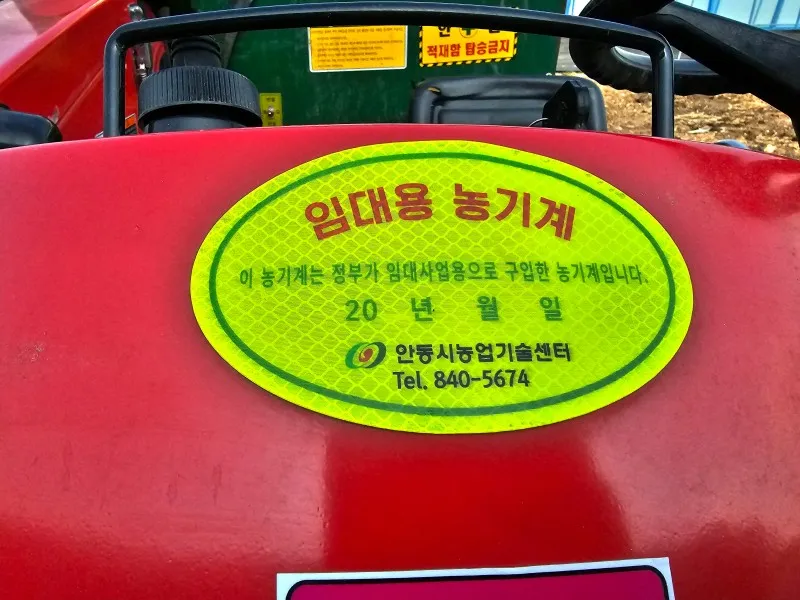 적재함 탑승금지
임대용 농기계
이 농기계는 정부가 임대사업용으로 구입한 농기계입니다.
20 년 월 일
안동시농업기술센터
Tel. 840-5674